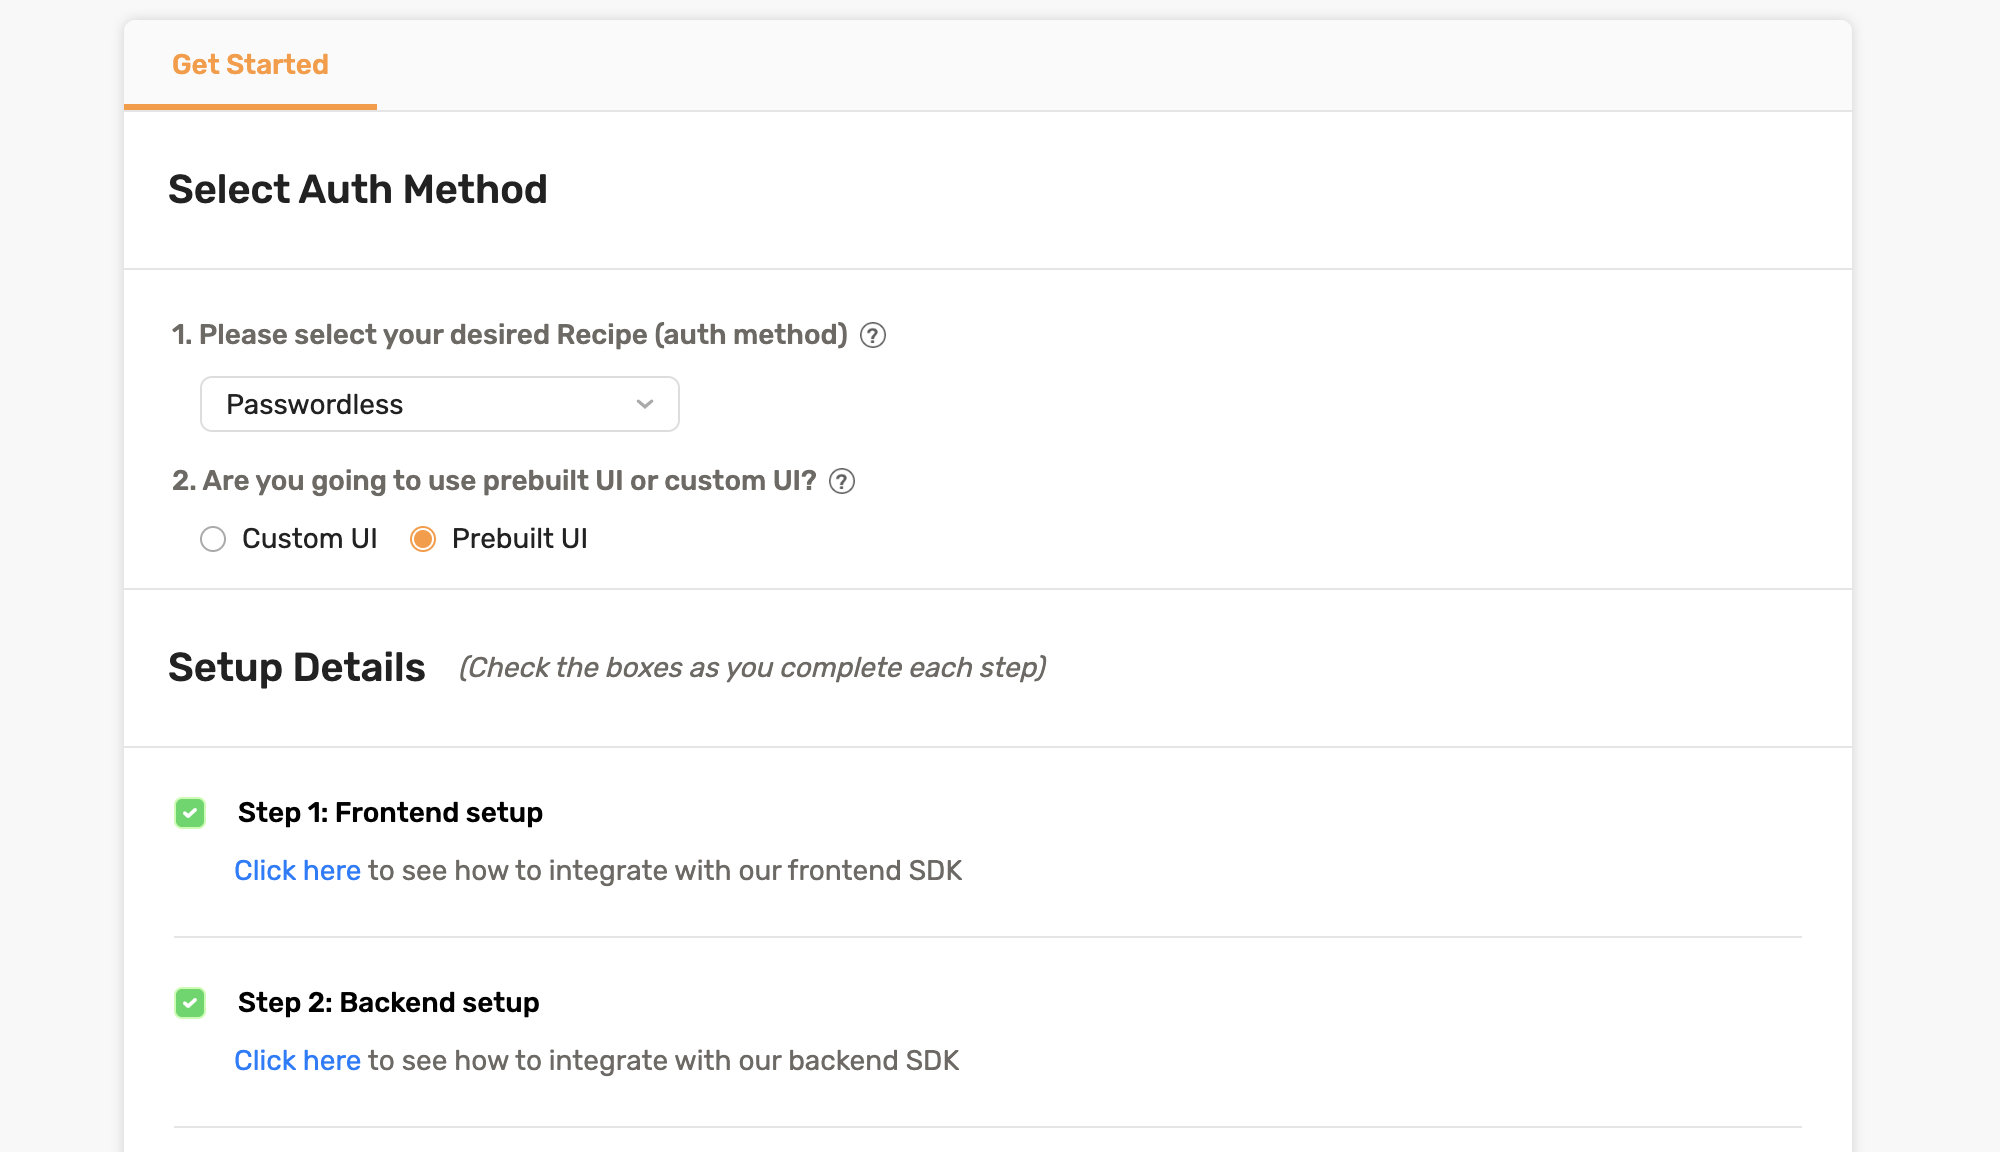 Get Started
Select Auth Method
1. Please select your desired Recipe (auth method) ?
Passwordless
2. Are you going to use prebuilt UI or custom UI? ?
Custom UI Prebuilt UI
Setup Details (Check the boxes as you complete each step)
Step 1: Frontend setup
Click here to see how to integrate with our frontend SDK
Step 2: Backend setup
Click here to see how to integrate with our backend SDK